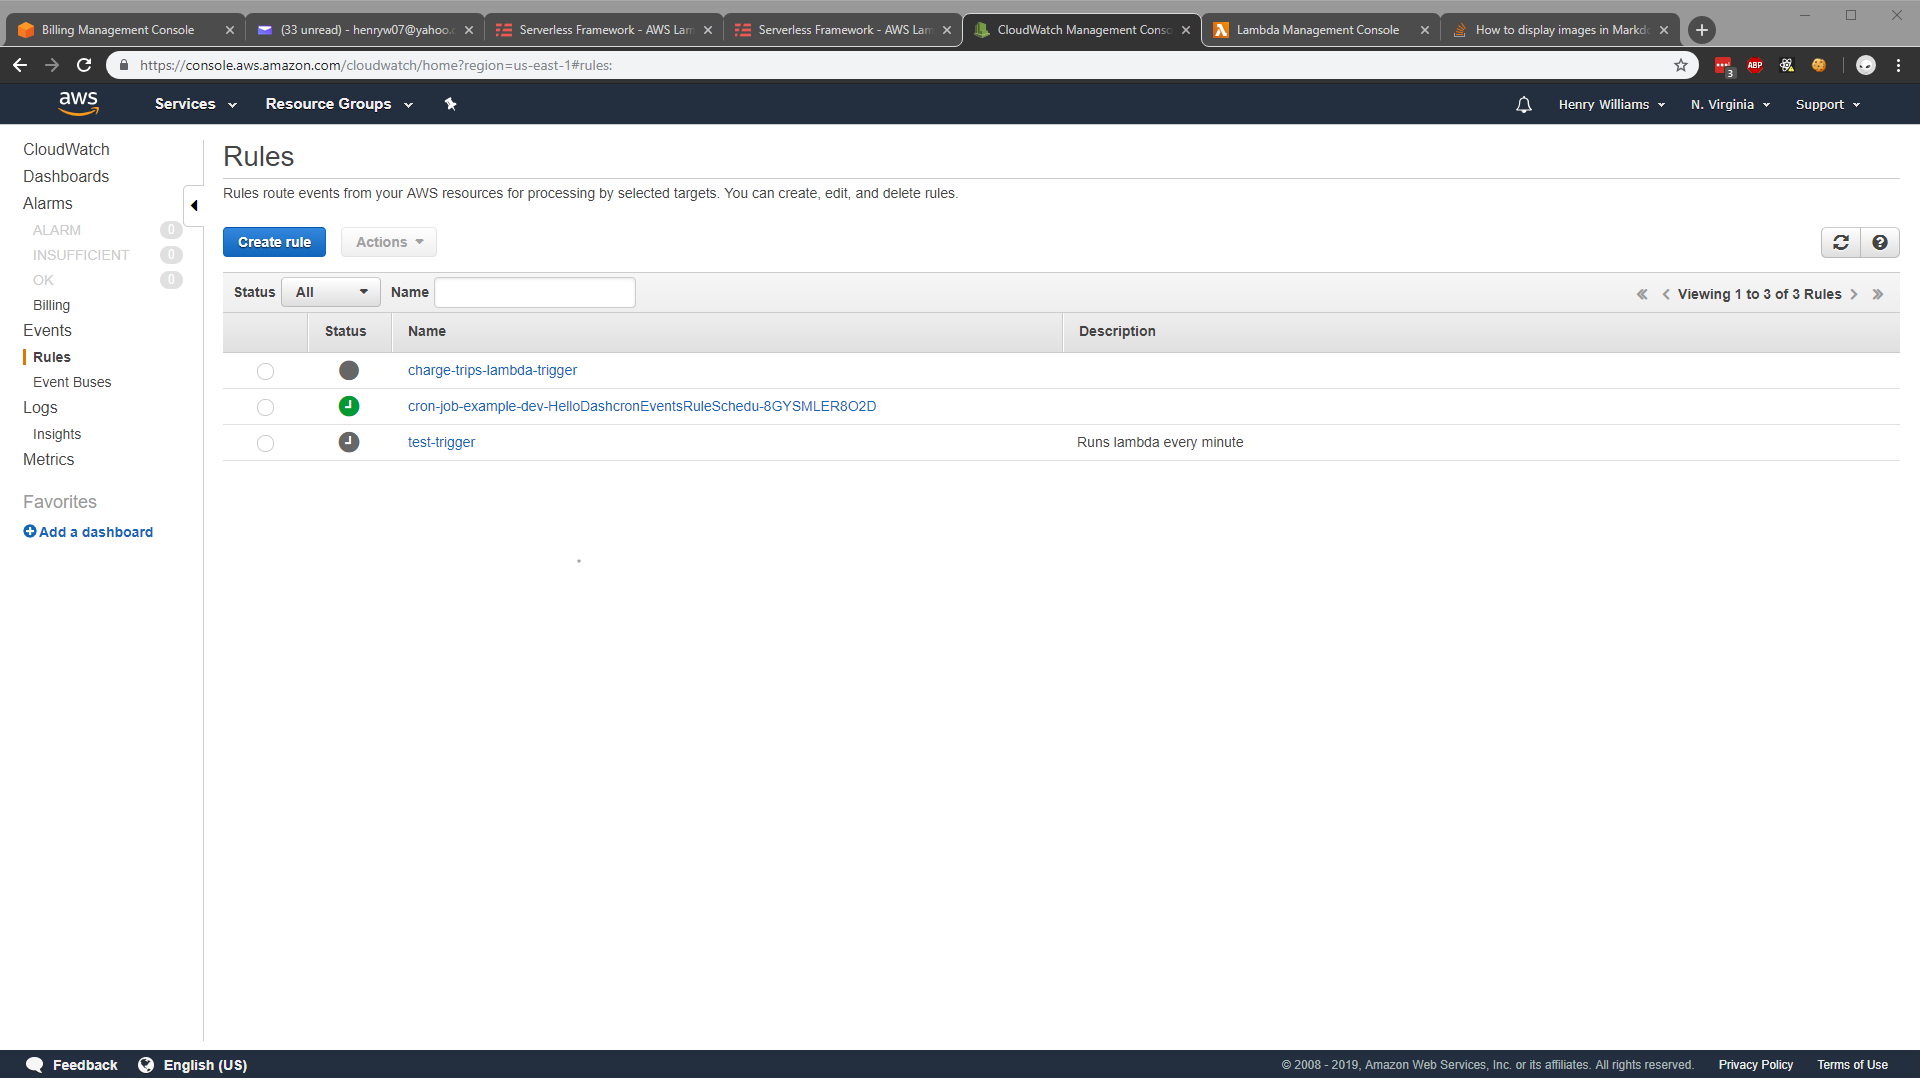 Billing Management Console
(33 unread) - henryw07@yahoo.c
Serverless Framework - AWS Lam
Serverless Framework - AWS Lam
CloudWatch Management Conso
Lambda Management Console
How to display images in Markdo
https://console.aws.amazon.com/cloudwatch/home?region=us-east-1#rules:
3
ABP
aws
Services
Resource Groups
Henry Williams
N. Virginia
Support
CloudWatch
Dashboards
Alarms
ALARM 0
INSUFFICIENT 0
OK 0
Billing
Events
Rules
Event Buses
Logs
Insights
Metrics
Favorites
Add a dashboard
Rules
Rules route events from your AWS resources for processing by selected targets. You can create, edit, and delete rules.
Create rule
Actions
Status All Name
Viewing 1 to 3 of 3 Rules
Status Name Description
charge-trips-lambda-trigger
cron-job-example-dev-HelloDashcronEventsRuleSchedu-8GYSMLER8O2D
test-trigger Runs lambda every minute
Feedback
English (US)
© 2008 - 2019, Amazon Web Services, Inc. or its affiliates. All rights reserved.
Privacy Policy
Terms of Use